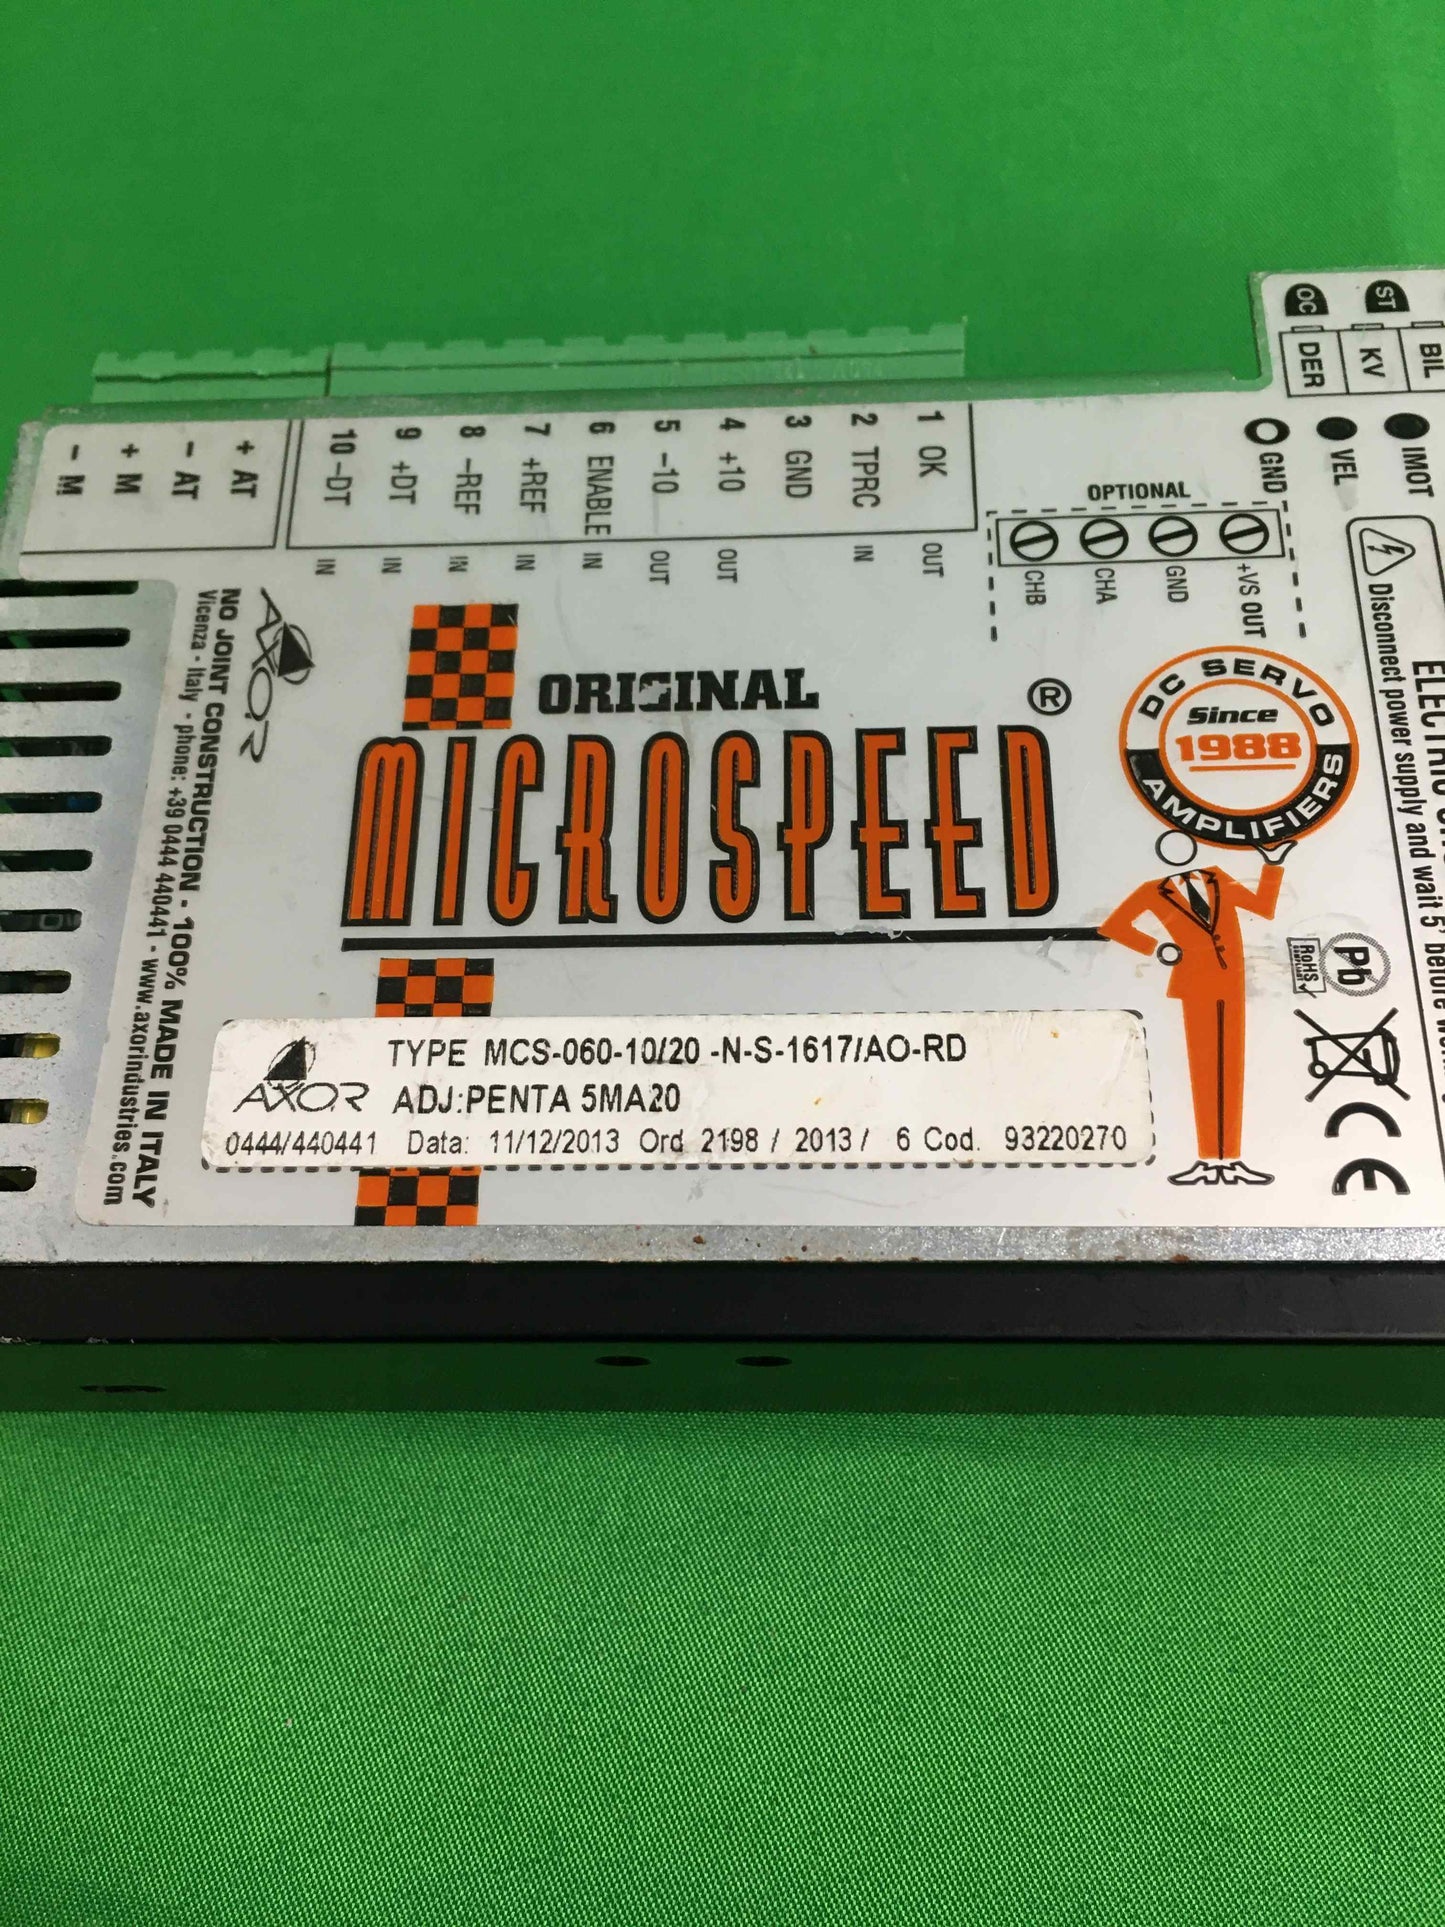 OC
ST
DER
KV
BIL
GND
VEL
IMOT
- M
+ M
- AT
+ AT
10 -DT IN
9 +DT IN
8 -REF IN
7 +REF IN
6 ENABLE IN
5 -10 OUT
4 +10 OUT
3 GND
2 TPRC IN
1 OK OUT
OPTIONAL
CHB
CHA
GND
+VS OUT
AXOR
NO JOINT CONSTRUCTION - 100% MADE IN ITALY
Vicenza - Italy - phone: +39 0444 440441 - www.axorindustries.com
ORIGINAL
MICROSPEED ®
DC SERVO
Since
1988
AMPLIFIERS
Disconnect power supply and wait 5' before
Pb
RoHS
CE
AXOR
TYPE MCS-060-10/20 -N-S-1617/AO-RD
ADJ:PENTA 5MA20
0444/440441 Data: 11/12/2013 Ord 2198 / 2013 / 6 Cod. 93220270